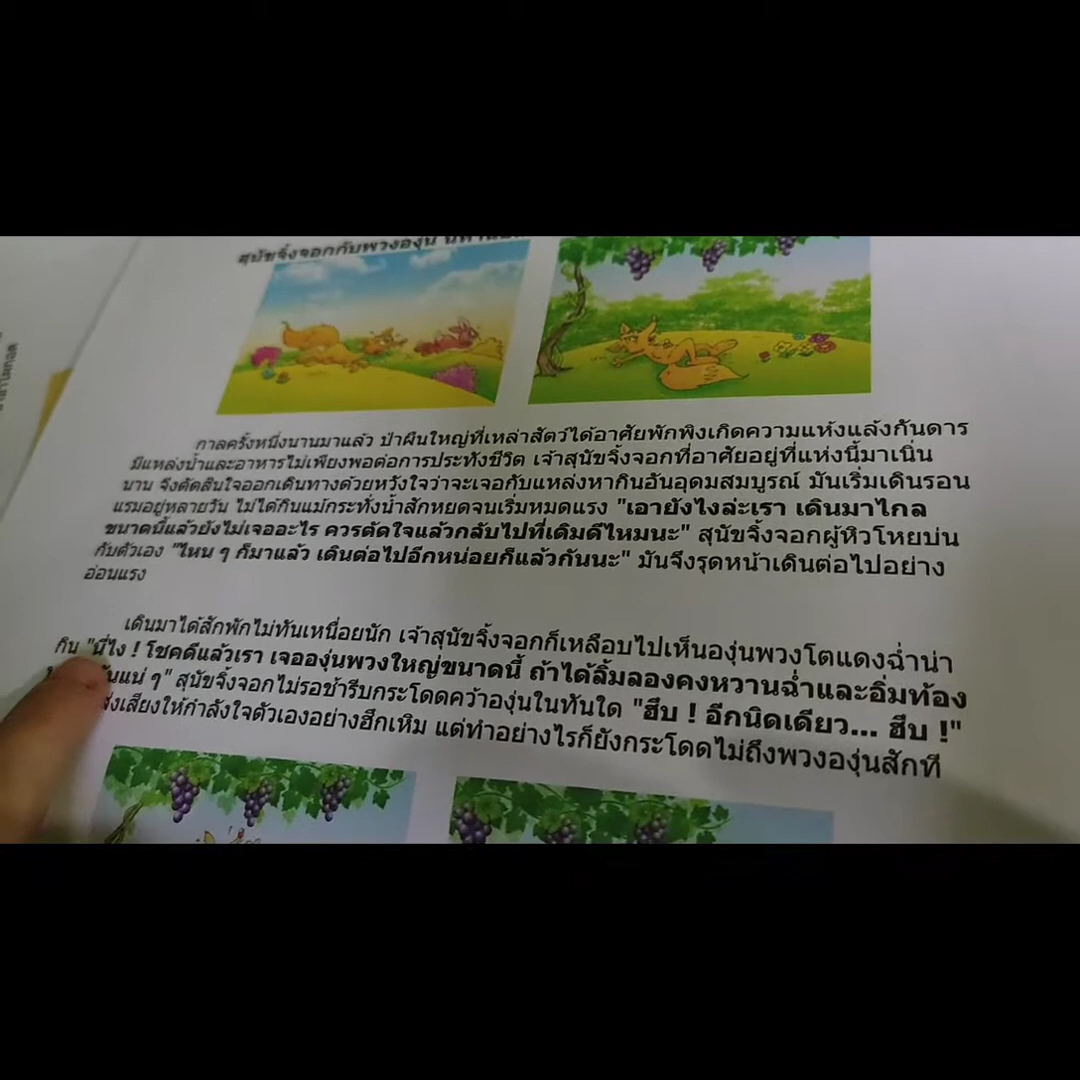 สุนัขจิ้งจอกกับพวงองุ่น
กาลครั้งหนึ่งนานมาแล้ว ป่าผืนใหญ่ที่เหล่าสัตว์ได้อาศัยพักพิงเกิดความแห้งแล้งกันดาร
มีแหล่งน้ำและอาหารไม่เพียงพอต่อการประทังชีวิต เจ้าสุนัขจิ้งจอกที่อาศัยอยู่ที่แห่งนี้มาเนิ่น
นาน จึงตัดสินใจออกเดินทางด้วยหวังใจว่าจะเจอกับแหล่งหากินอันอุดมสมบูรณ์ มันเริ่มเดินรอน
แรมอยู่หลายวัน ไม่ได้กินแม้กระทั่งน้ำสักหยดจนเริ่มหมดแรง "เอายังไงล่ะเรา เดินมาไกล
ขนาดนี้แล้วยังไม่เจออะไร ควรตัดใจแล้วกลับไปที่เดิมดีไหมนะ" สุนัขจิ้งจอกผู้หิวโหยบ่น
กับตัวเอง "ไหน ๆ ก็มาแล้ว เดินต่อไปอีกหน่อยก็แล้วกันนะ" มันจึงรุดหน้าเดินต่อไปอย่าง
อ่อนแรง
เดินมาได้สักพักไม่ทันเหนื่อยนัก เจ้าสุนัขจิ้งจอกก็เหลือบไปเห็นองุ่นพวงโตแดงฉ่ำน่า
กิน "นี่ไง ! โชคดีแล้วเรา เจอองุ่นพวงใหญ่ขนาดนี้ ถ้าได้ลิ้มลองคงหวานฉ่ำและอิ่มท้อง
แน่ ๆ" สุนัขจิ้งจอกไม่รอช้ารีบกระโดดคว้าองุ่นในทันใด "ฮึบ ! อีกนิดเดียว... ฮึบ !"
ส่งเสียงให้กำลังใจตัวเองอย่างฮึกเหิม แต่ทำอย่างไรก็ยังกระโดดไม่ถึงพวงองุ่นสักที